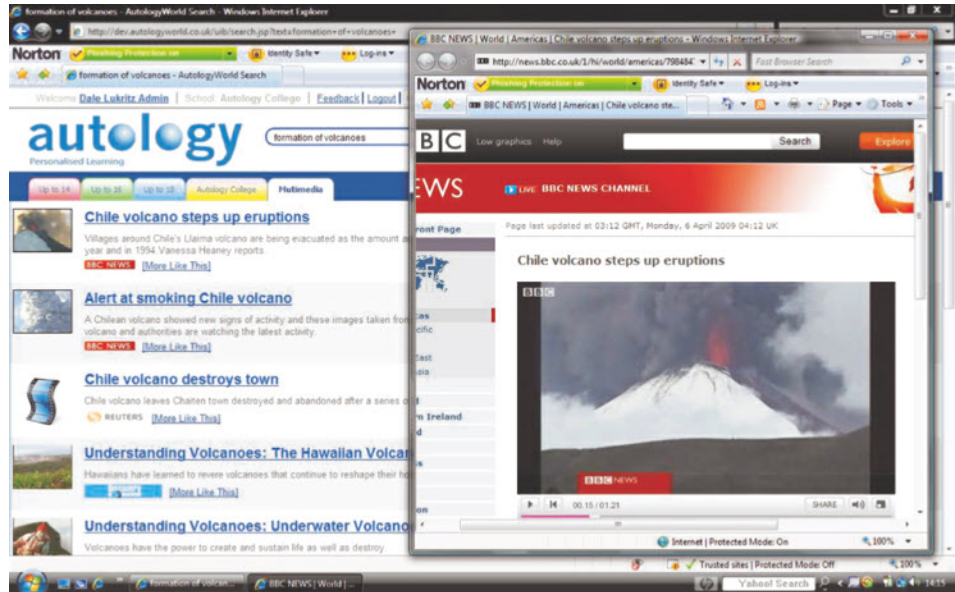 formation of volcanoes - AutologyWorld Search - Windows Internet Explorer
http://dev.autologyworld.co.uk/uib/search.jsp?text=formation+of+volcanoes+
Norton
Phishing Protection on
Identity Safe
Log-ins
formation of volcanoes - AutologyWorld Search
Welcome Dale Lukritz Admin | School: Autology College | Feedback | Logout |
autology
Personalised Learning
formation of volcanoes
Up to 14
Up to 16
Up to 18
Autology College
Multimedia
Chile volcano steps up eruptions
Villages around Chile's Llaima volcano are being evacuated as the amount
year and in 1994 Vanessa Heaney reports.
BBC NEWS [More Like This]
Alert at smoking Chile volcano
A Chilean volcano showed new signs of activity and these images taken from
volcano and authorities are watching the latest activity.
BBC NEWS [More Like This]
Chile volcano destroys town
Chile volcano leaves Chaiten town destroyed and abandoned after a series o
REUTERS [More Like This]
Understanding Volcanoes: The Hawaiian Volcan
Hawaiians have learned to revere volcanoes that continue to reshape their
[More Like This]
Understanding Volcanoes: Underwater Volcano
Volcanoes have the power to create and sustain life as well as destroy
BBC NEWS | World | Americas | Chile volcano steps up eruptions - Windows Internet Explorer
http://news.bbc.co.uk/1/hi/world/americas/798484
Fast Browser Search
Norton
Phishing Protection on
Identity Safe
Log-ins
BBC NEWS | World | Americas | Chile volcano ste...
Page
Tools
BBC
Low graphics Help
Search
Explore
EWS
LIVE BBC NEWS CHANNEL
ront Page
Page last updated at 03:12 GMT, Monday, 6 April 2009 04:12 UK
Chile volcano steps up eruptions
BBC
cas
cific
East
sia
n Ireland
d
s
on
BBC NEWS
00.15 / 01.21
SHARE
Internet | Protected Mode: On
100%
Trusted sites | Protected Mode: Off
100%
formation of volcan...
BBC NEWS | World | ...
Yahoo! Search
14:15